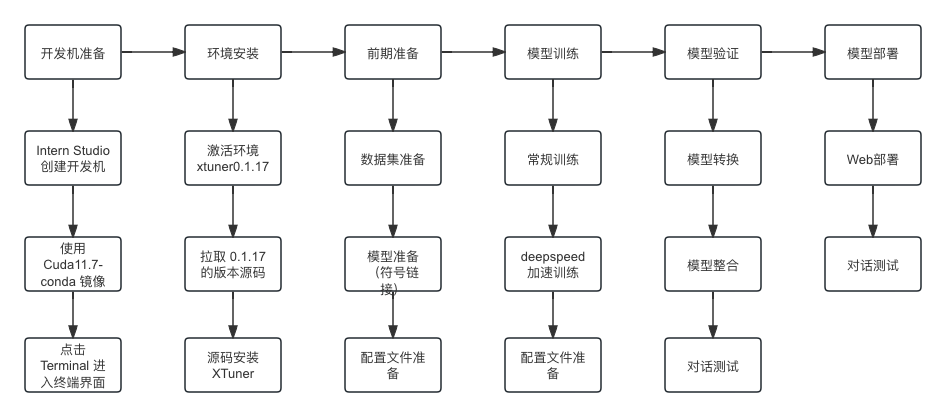 开发机准备
环境安装
前期准备
模型训练
模型验证
模型部署
Intern Studio
创建开发机
激活环境
xtuner0.1.17
数据集准备
常规训练
模型转换
Web部署
使用
Cuda11.7-
conda 镜像
拉取 0.1.17
的版本源码
模型准备
（符号链
接）
deepspeed
加速训练
模型整合
对话测试
点击
Terminal 进
入终端界面
源码安装
XTuner
配置文件准
备
配置文件准
备
对话测试